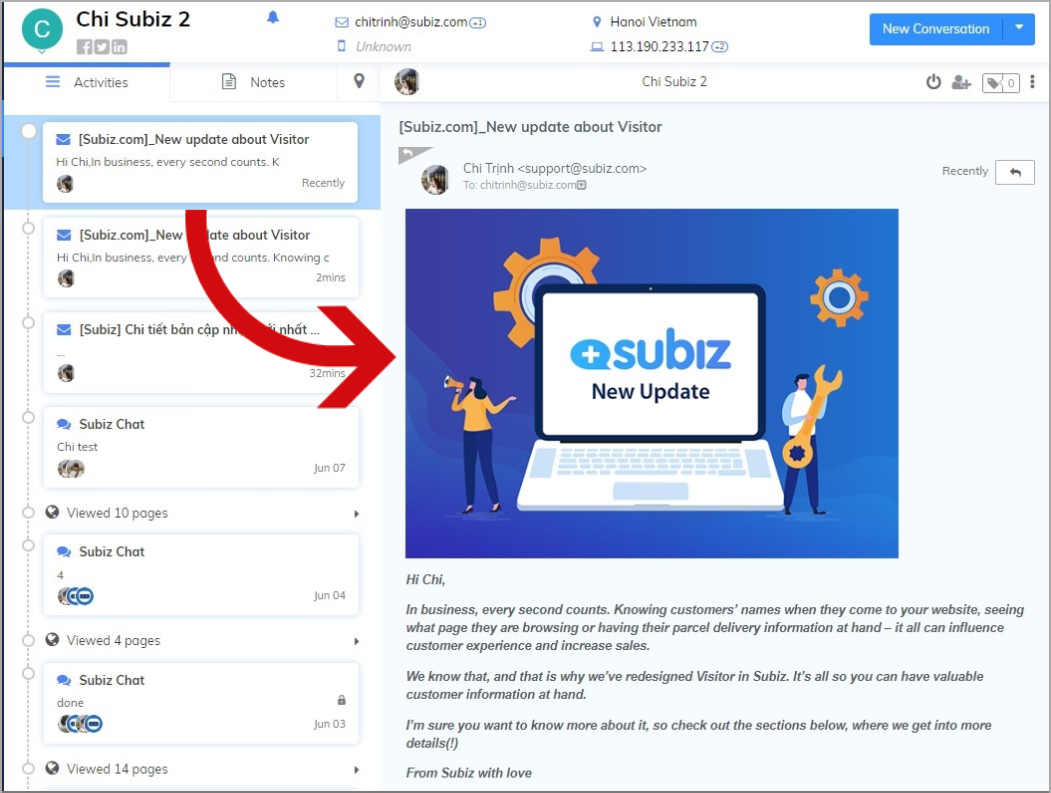 C
Chi Subiz 2
chitrinh@subiz.com +1
Unknown
Hanoi Vietnam
113.190.233.117 +2
New Conversation
Activities
Notes
Chi Subiz 2
0
[Subiz.com]_New update about Visitor
Hi Chi,In business, every second counts. K
Recently
[Subiz.com]_New date about Visitor
Hi Chi,In business, every nd counts. Knowing c
2mins
[Subiz] Chi tiết bản cập nhất ...
...
32mins
Subiz Chat
Chi test
Jun 07
Viewed 10 pages
Subiz Chat
4
Jun 04
Viewed 4 pages
Subiz Chat
done
Jun 03
Viewed 14 pages
[Subiz.com]_New update about Visitor
Chi Trịnh <support@subiz.com>
To: chitrinh@subiz.com
Recently
subiz
New Update
Hi Chi,
In business, every second counts. Knowing customers’ names when they come to your website, seeing
what page they are browsing or having their parcel delivery information at hand – it all can influence
customer experience and increase sales.
We know that, and that is why we’ve redesigned Visitor in Subiz. It’s all so you can have valuable
customer information at hand.
I’m sure you want to know more about it, so check out the sections below, where we get into more
details(!)
From Subiz with love